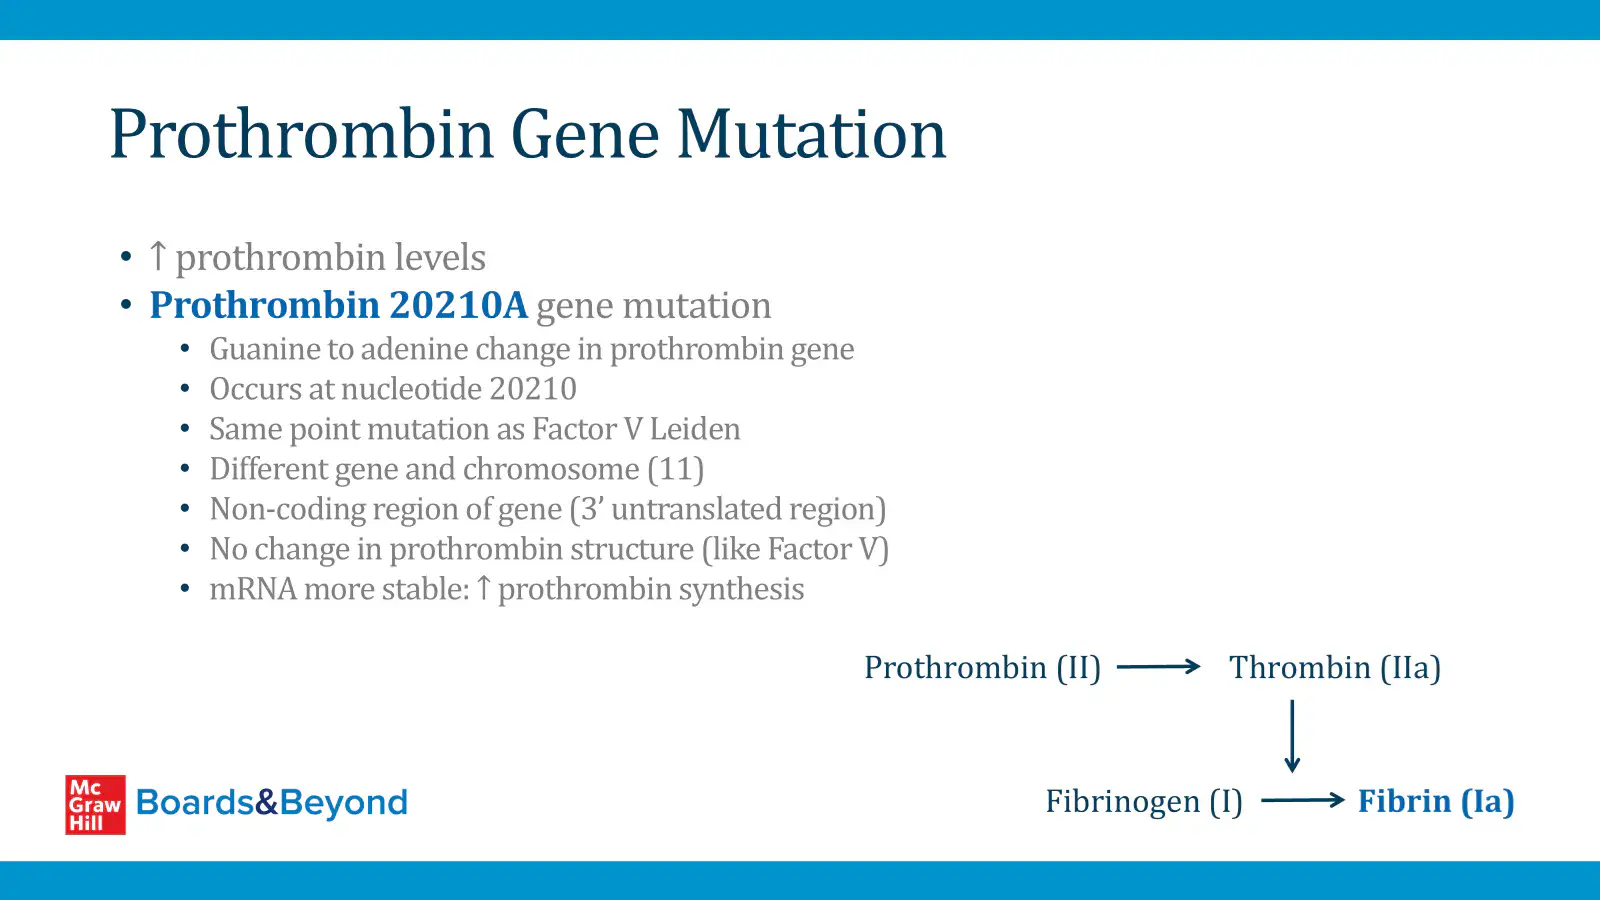 Prothrombin Gene Mutation
• ↑ prothrombin levels
• Prothrombin 20210A gene mutation
• Guanine to adenine change in prothrombin gene
• Occurs at nucleotide 20210
• Same point mutation as Factor V Leiden
• Different gene and chromosome (11)
• Non-coding region of gene (3’ untranslated region)
• No change in prothrombin structure (like Factor V)
• mRNA more stable: ↑ prothrombin synthesis
Prothrombin (II) → Thrombin (IIa)
↓
Fibrinogen (I) → Fibrin (Ia)
Mc
Graw
Hill
Boards&Beyond